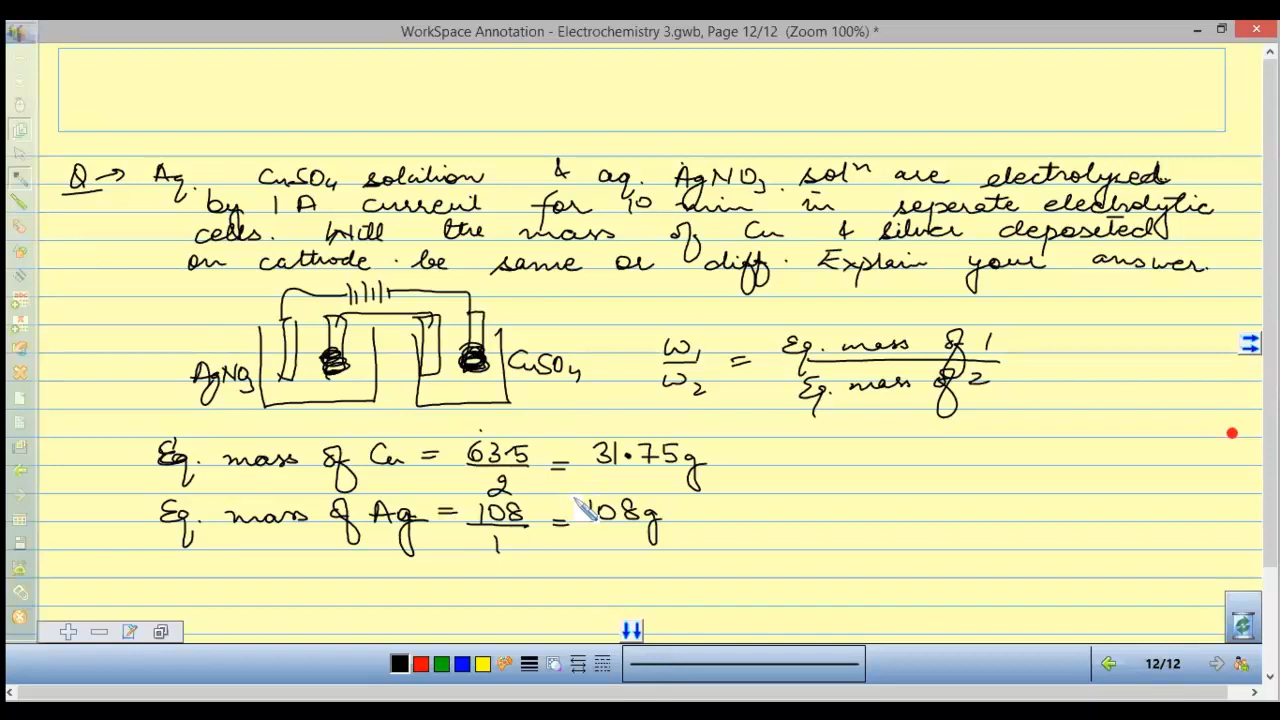 WorkSpace Annotation - Electrochemistry 3.gwb, Page 12/12 (Zoom 100%) *
Q → Aq. CuSO4 solution & aq. AgNO3 solⁿ are electrolysed
by 1 A current for 10 min in seperate electrolytic
cells. Will the mass of Cu & silver deposited
on cathode be same or diff. Explain your answer.
AgNO3 CuSO4
W1/W2 = Eq. mass of 1 / Eq. mass of 2
Eq. mass of Cu = 63.5/2 = 31.75g
Eq. mass of Ag = 108/1 = 108g
12/12